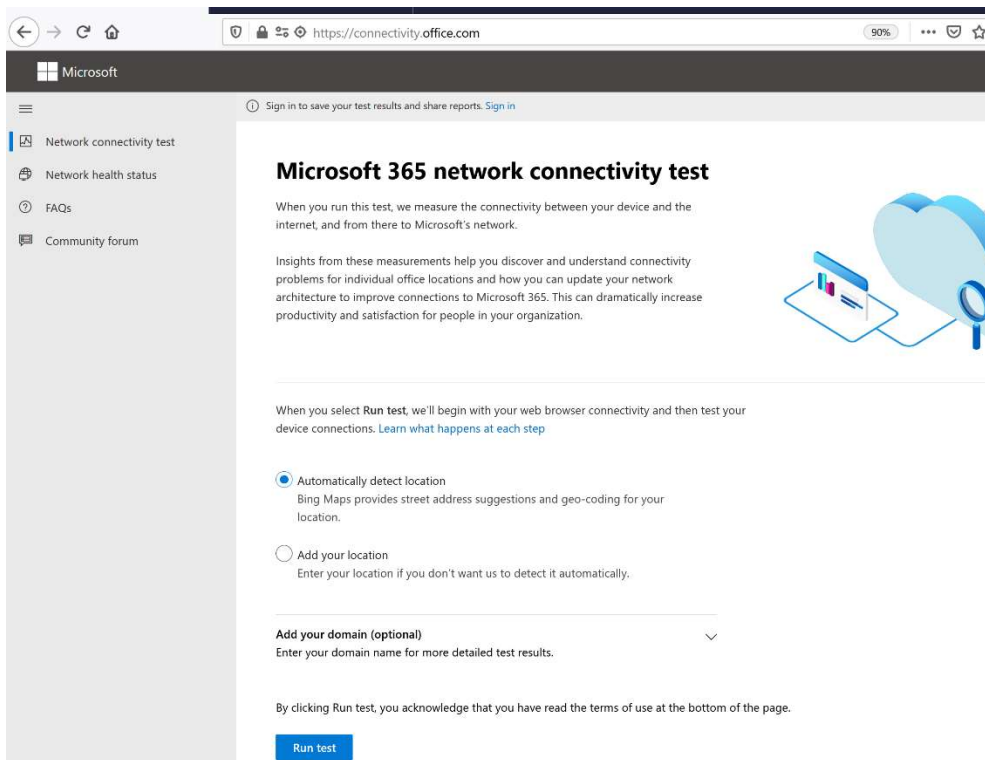 https://connectivity.office.com
90%
Microsoft
Sign in to save your test results and share reports. Sign in
Network connectivity test
Network health status
FAQs
Community forum
Microsoft 365 network connectivity test
When you run this test, we measure the connectivity between your device and the
internet, and from there to Microsoft's network.
Insights from these measurements help you discover and understand connectivity
problems for individual office locations and how you can update your network
architecture to improve connections to Microsoft 365. This can dramatically increase
productivity and satisfaction for people in your organization.
When you select Run test, we'll begin with your web browser connectivity and then test your
device connections. Learn what happens at each step
Automatically detect location
Bing Maps provides street address suggestions and geo-coding for your
location.
Add your location
Enter your location if you don't want us to detect it automatically.
Add your domain (optional)
Enter your domain name for more detailed test results.
By clicking Run test, you acknowledge that you have read the terms of use at the bottom of the page.
Run test